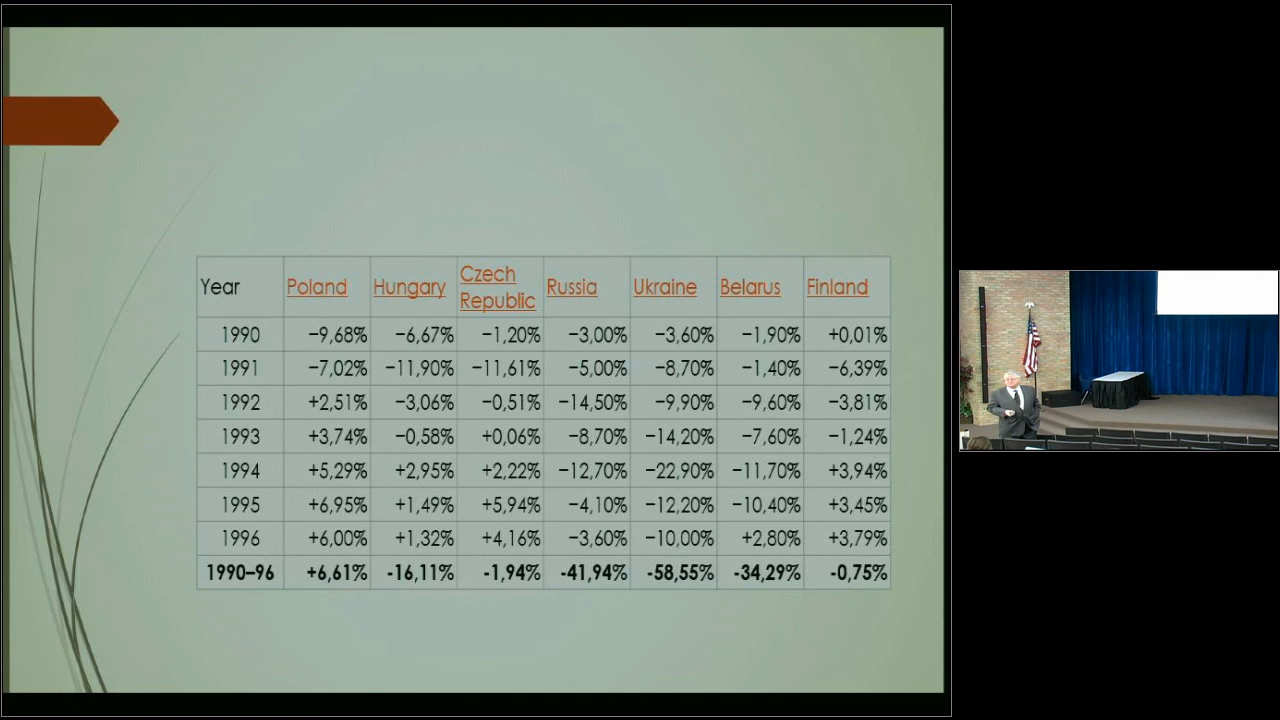 Year Poland Hungary Czech Republic Russia Ukraine Belarus Finland
1990 −9,68% −6,67% −1,20% −3,00% −3,60% −1,90% +0,01%
1991 −7,02% −11,90% −11,61% −5,00% −8,70% −1,40% −6,39%
1992 +2,51% −3,06% −0,51% −14,50% −9,90% −9,60% −3,81%
1993 +3,74% −0,58% +0,06% −8,70% −14,20% −7,60% −1,24%
1994 +5,29% +2,95% +2,22% −12,70% −22,90% −11,70% +3,94%
1995 +6,95% +1,49% +5,94% −4,10% −12,20% −10,40% +3,45%
1996 +6,00% +1,32% +4,16% −3,60% −10,00% +2,80% +3,79%
1990–96 +6,61% -16,11% -1,94% -41,94% -58,55% -34,29% -0,75%